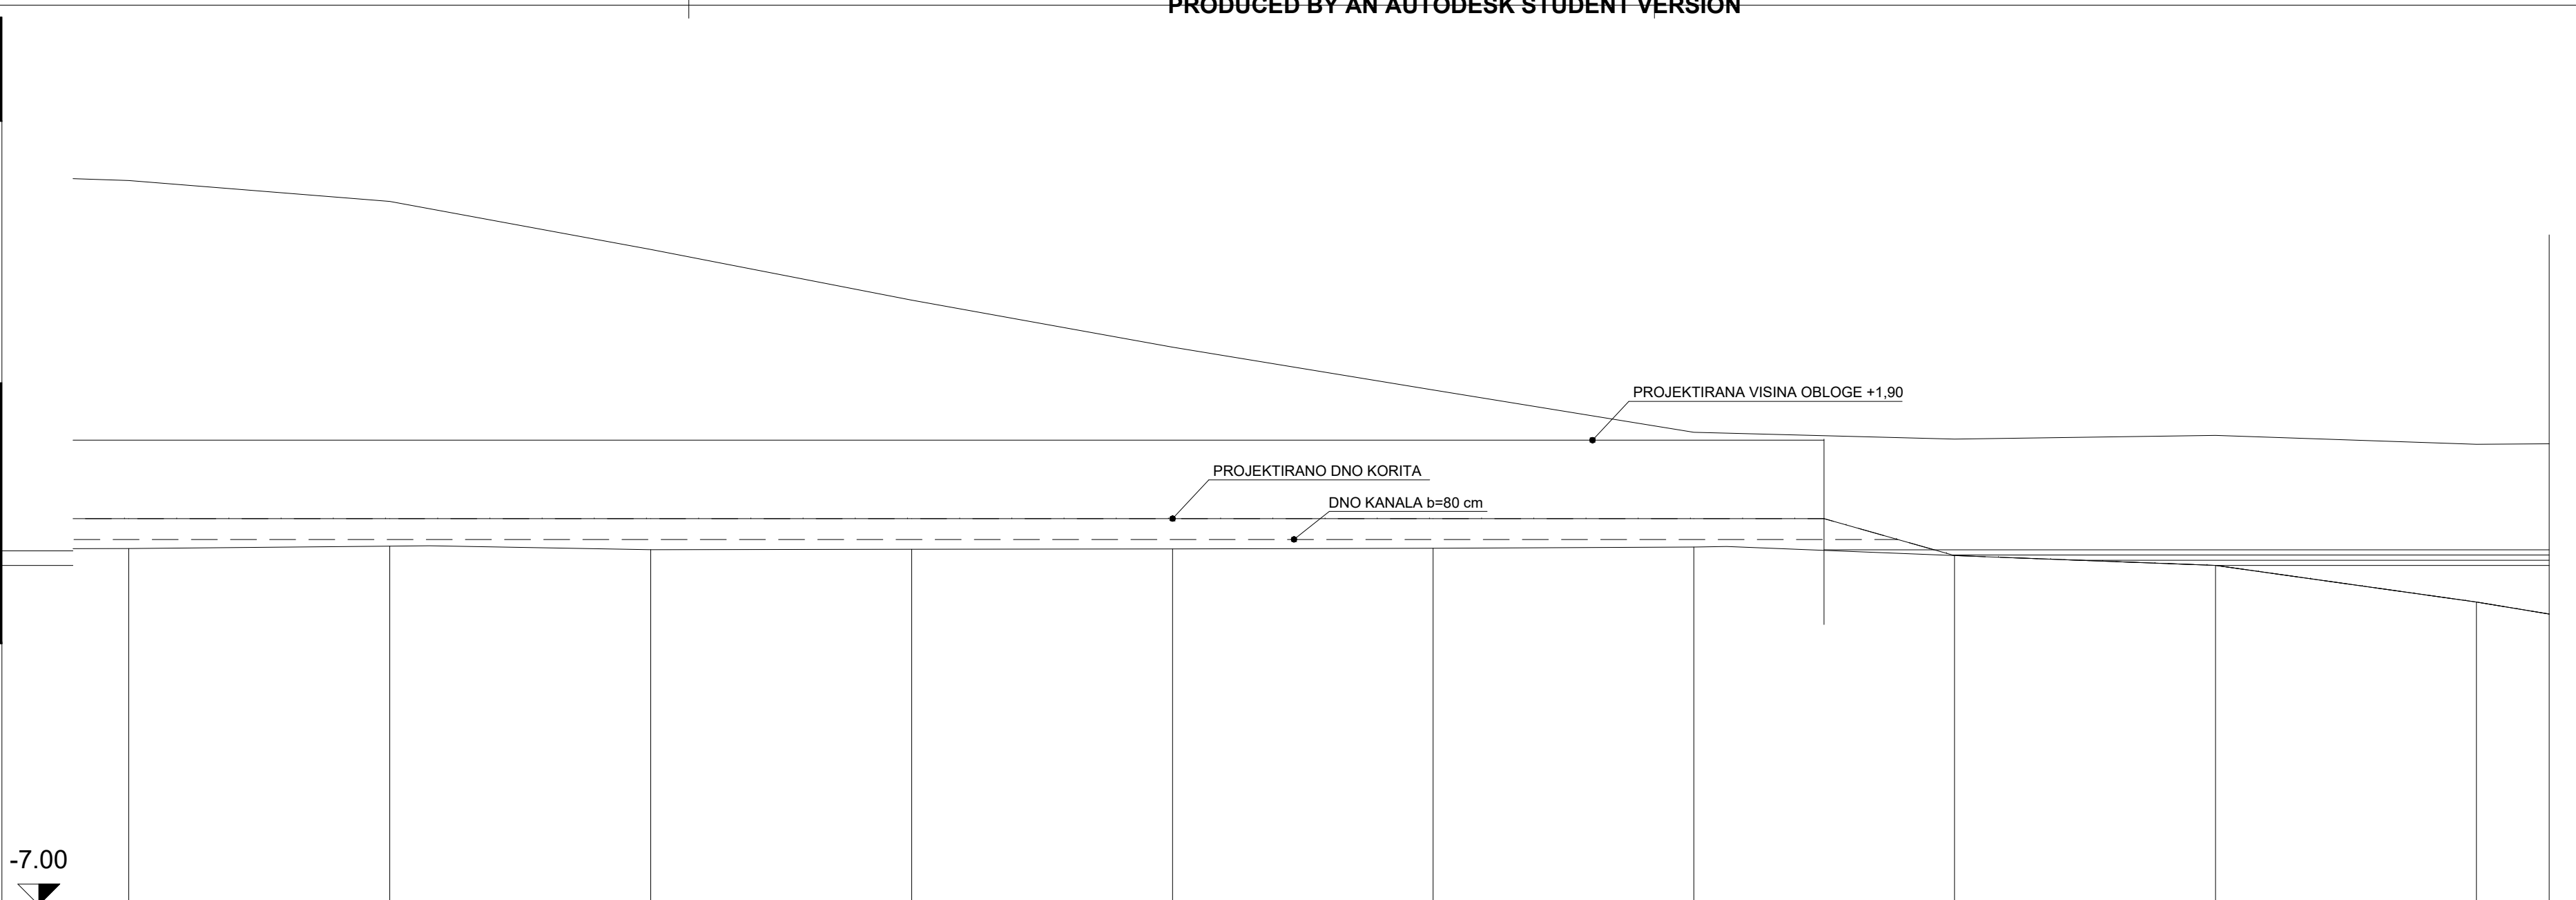 PRODUCED BY AN AUTODESK STUDENT VERSION
PROJEKTIRANA VISINA OBLOGE +1,90
PROJEKTIRANO DNO KORITA
DNO KANALA b=80 cm
-7.00